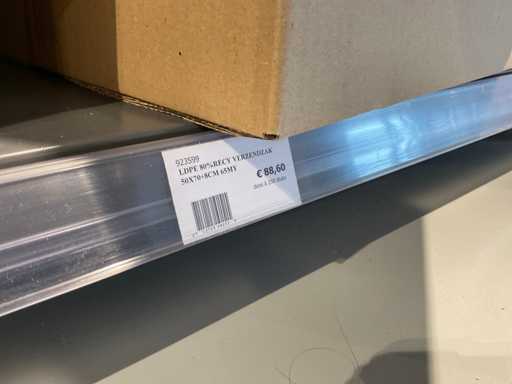 923599
LDPE 80%RECY VERZENDZAK
50X70+8CM 65MY
€ 88,60